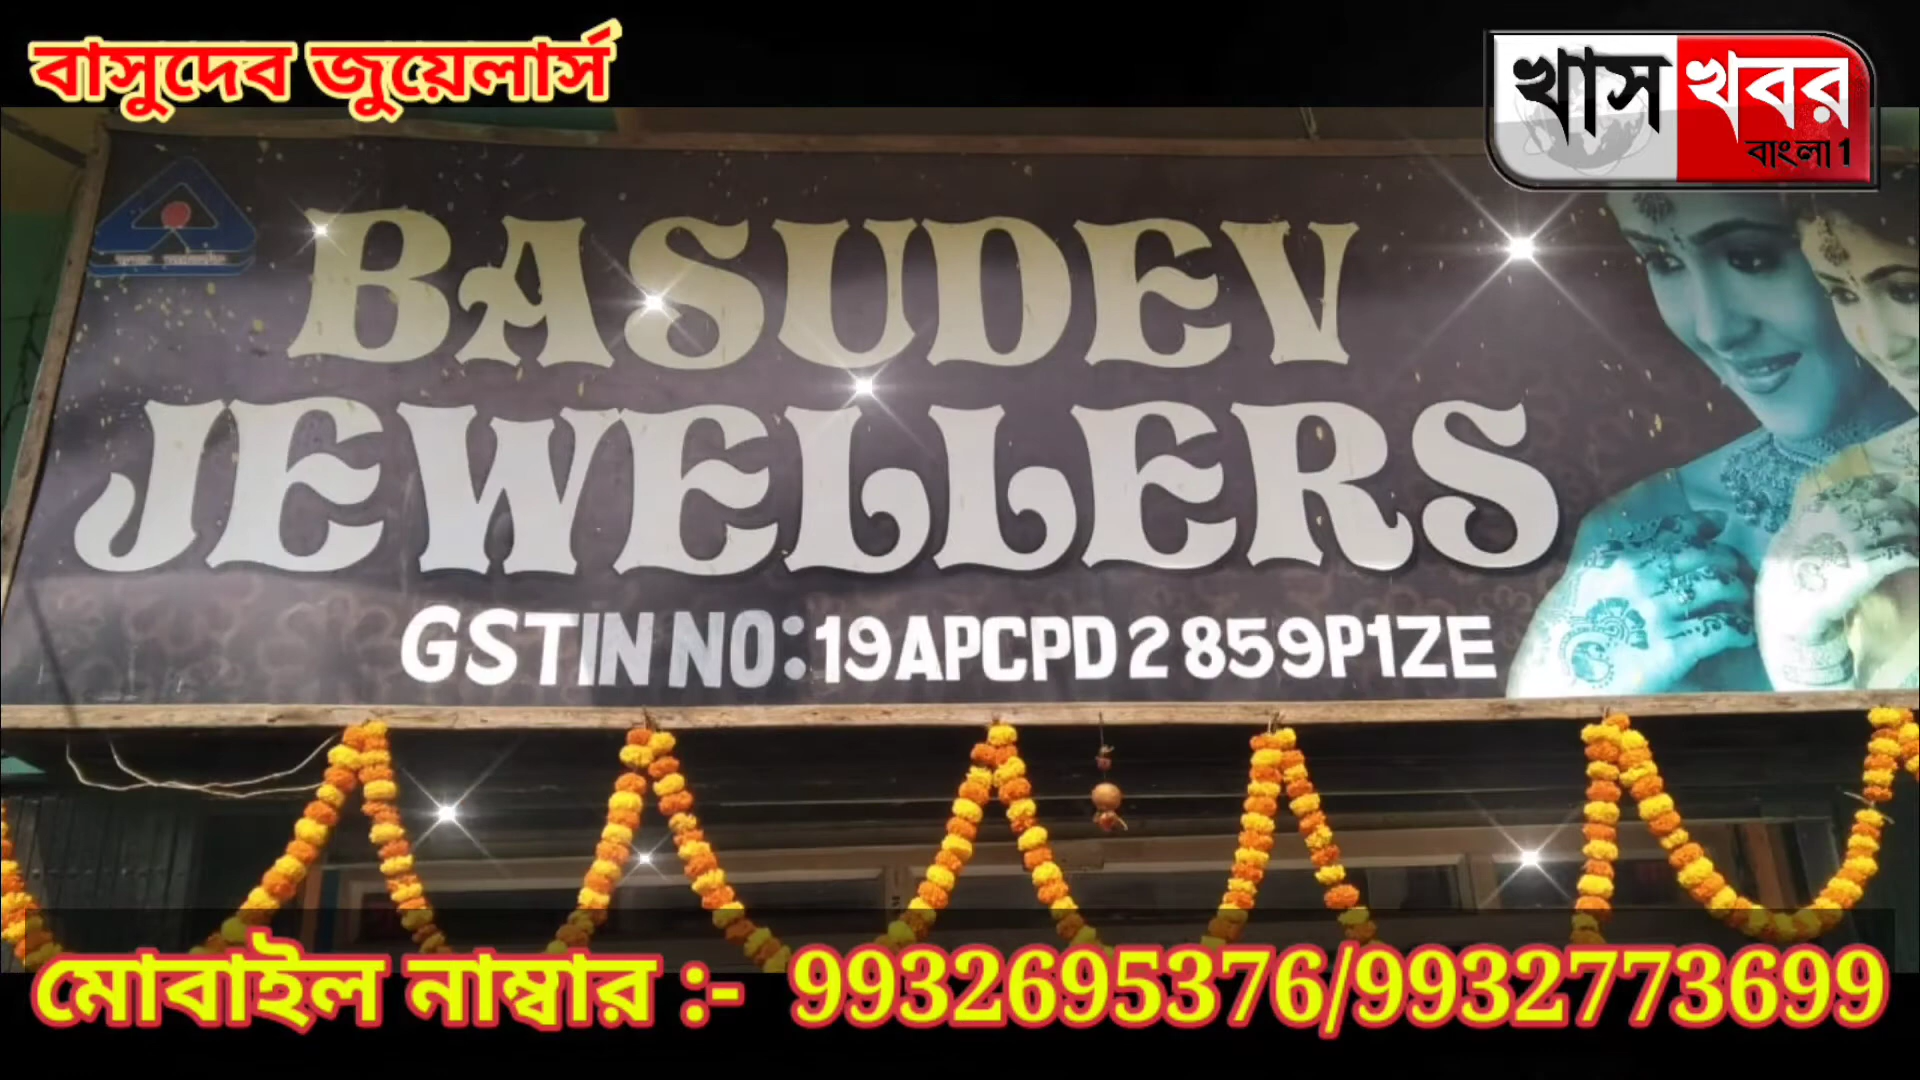 বাসুদেব জুয়েলার্স
খাস খবর
বাংলা 1
BASUDEV
JEWELLERS
GSTIN NO:19APCPD2859P1ZE
মোবাইল নাম্বার :- 9932695376/9932773699